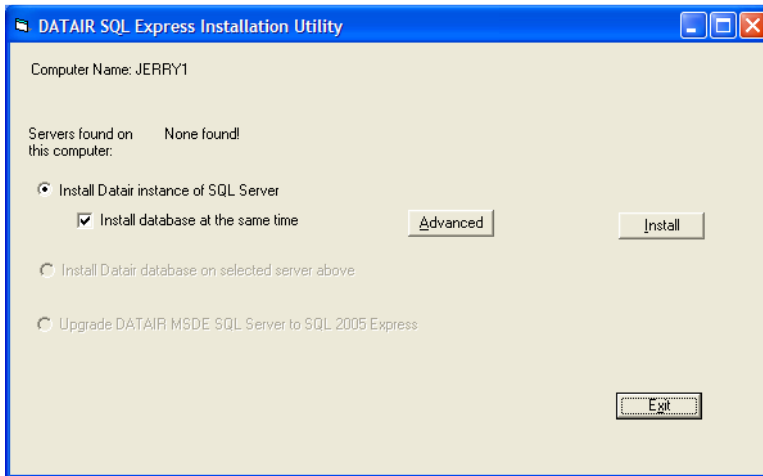 DATAIR SQL Express Installation Utility
Computer Name: JERRY1
Servers found on this computer: None found!
Install Datair instance of SQL Server
Install database at the same time
Advanced
Install
Install Datair database on selected server above
Upgrade DATAIR MSDE SQL Server to SQL 2005 Express
Exit